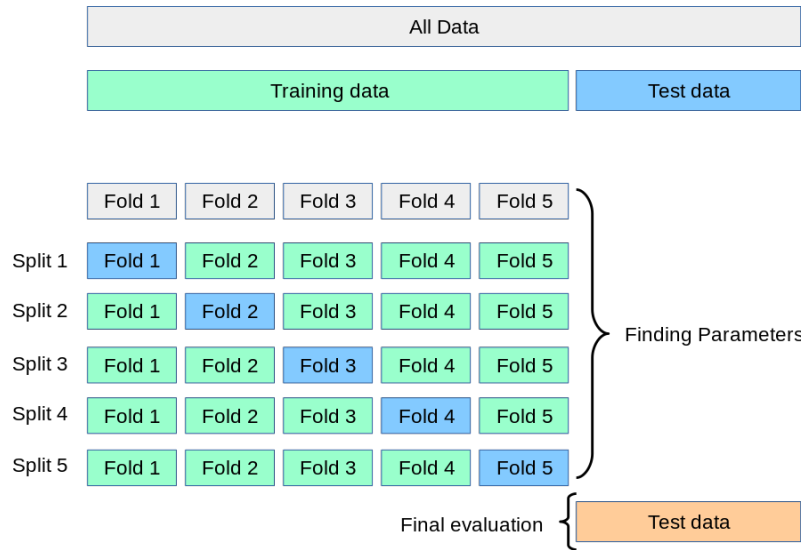 All Data
Training data Test data
Fold 1 Fold 2 Fold 3 Fold 4 Fold 5
Split 1 Fold 1 Fold 2 Fold 3 Fold 4 Fold 5
Split 2 Fold 1 Fold 2 Fold 3 Fold 4 Fold 5
Finding Parameters
Split 3 Fold 1 Fold 2 Fold 3 Fold 4 Fold 5
Split 4 Fold 1 Fold 2 Fold 3 Fold 4 Fold 5
Split 5 Fold 1 Fold 2 Fold 3 Fold 4 Fold 5
Final evaluation Test data